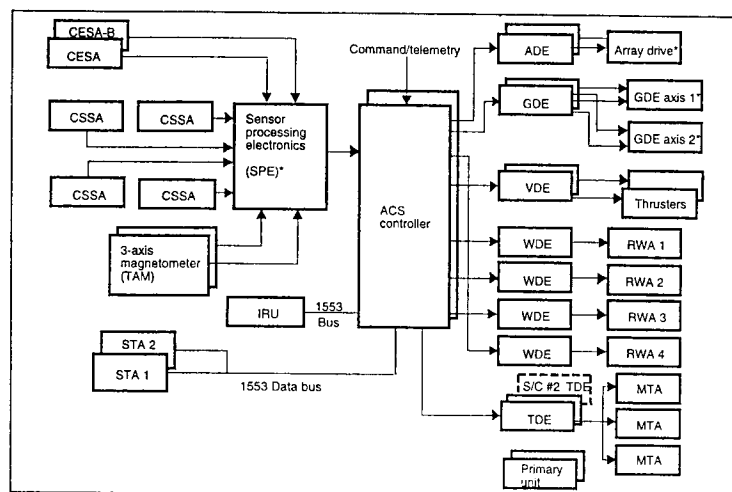 CESA-B
CESA
CSSA
CSSA
CSSA
CSSA
3-axis
magnetometer
(TAM)
Sensor
processing
electronics
(SPE)*
IRU
1553
Bus
STA 2
STA 1
1553 Data bus
Command/telemetry
ACS
controller
ADE
Array drive*
GDE
GDE axis 1*
GDE axis 2*
VDE
Thrusters
WDE
RWA 1
WDE
RWA 2
WDE
RWA 3
WDE
RWA 4
S/C #2 TDE
TDE
MTA
MTA
MTA
Primary
unit